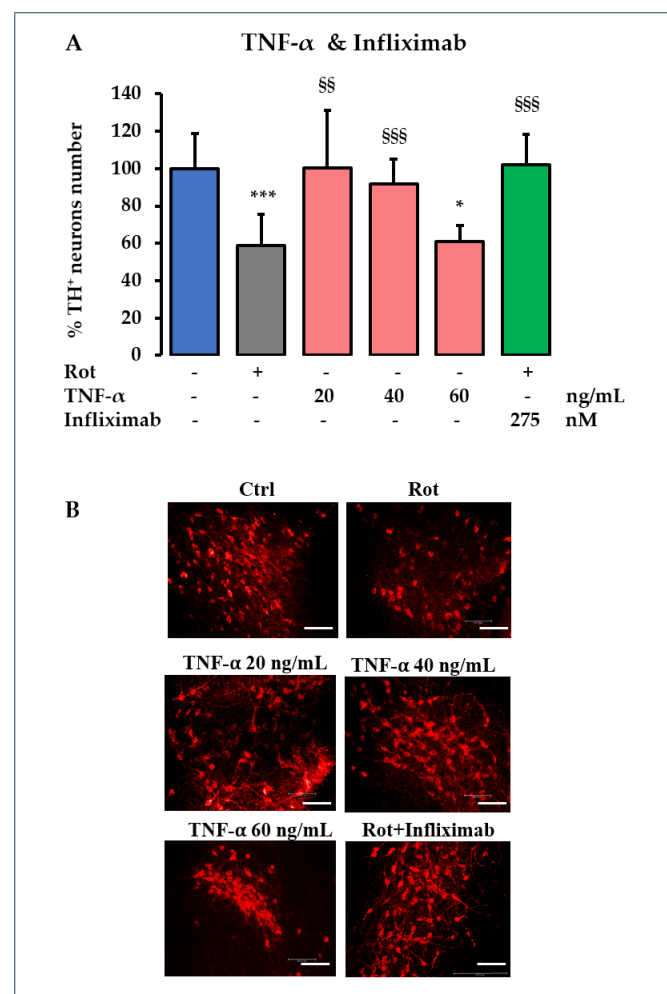 A
TNF-α & Infliximab
% TH⁺ neurons number
140
120
100
80
60
40
20
0
***
§§
§§§
*
§§§
Rot - + - - - +
TNF-α - - 20 40 60 - ng/mL
Infliximab - - - - - 275 nM
B
Ctrl Rot
TNF-α 20 ng/mL TNF-α 40 ng/mL
TNF-α 60 ng/mL Rot+Infliximab